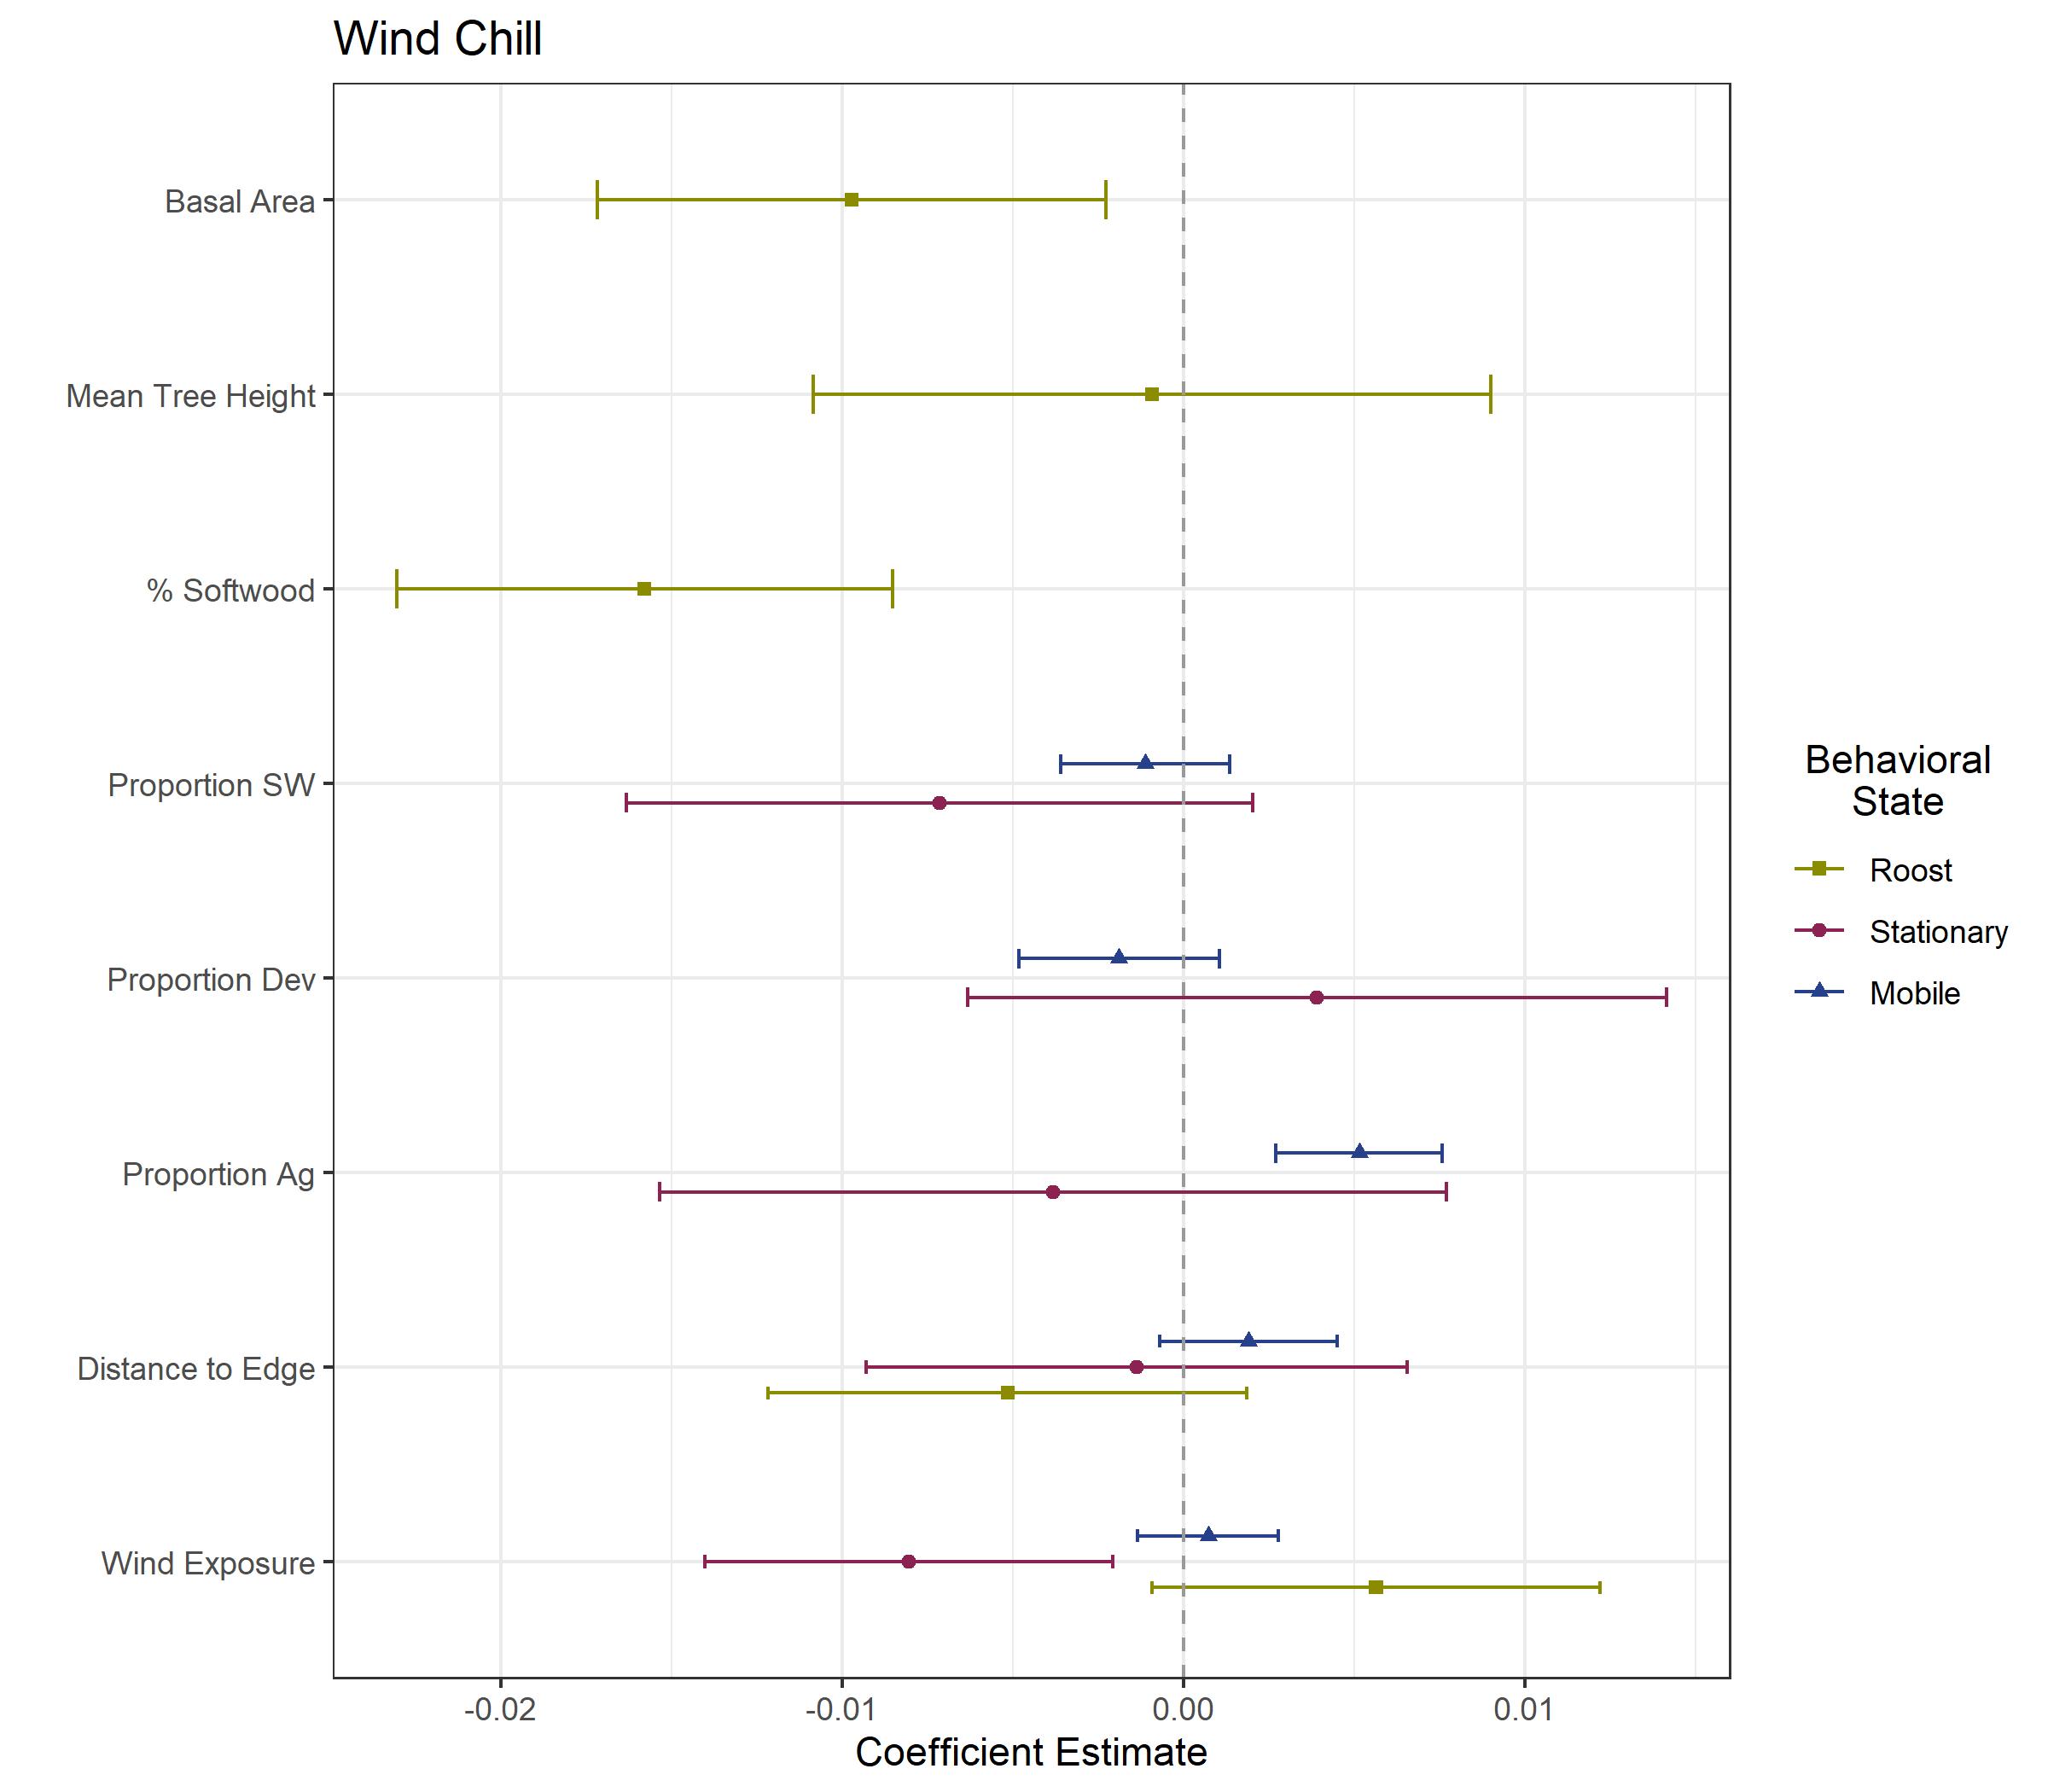 Wind Chill
Basal Area
Mean Tree Height
% Softwood
Proportion SW
Proportion Dev
Proportion Ag
Distance to Edge
Wind Exposure
-0.02
-0.01
0.00
0.01
Coefficient Estimate
Behavioral
State
Roost
Stationary
Mobile